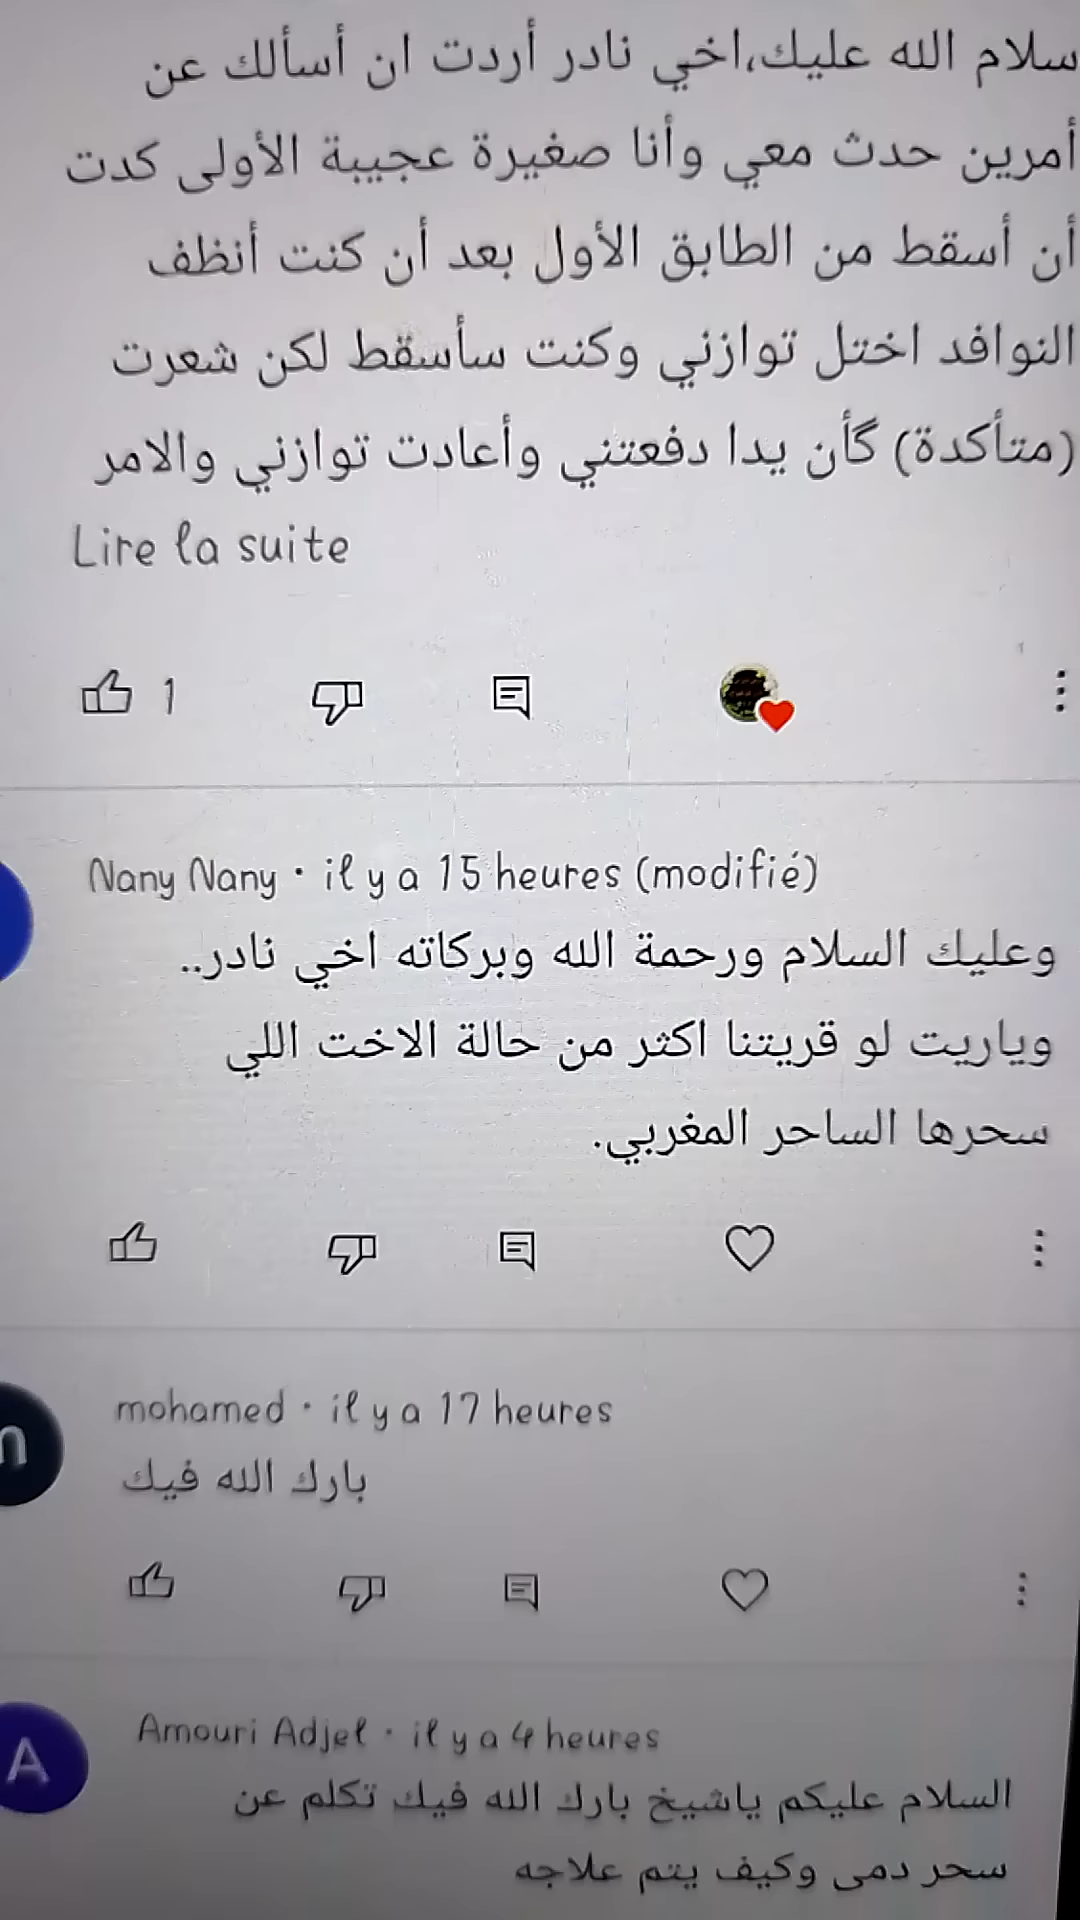 سلام الله عليك،اخي نادر أردت ان أسألك عن
أمرين حدث معي وأنا صغيرة عجيبة الأولى كدت
أن أسقط من الطابق الأول بعد أن كنت أنظف
النوافد اختل توازني وكنت سأسقط لكن شعرت
(متأكدة) گأن يدا دفعتني وأعادت توازني والامر
Lire la suite
1
Nany Nany · il y a 15 heures (modifié)
وعليك السلام ورحمة الله وبركاته اخي نادر..
وياريت لو قريتنا اكثر من حالة الاخت اللي
سحرها الساحر المغربي.
mohamed · il y a 17 heures
بارك الله فيك
A
Amouri Adjel · il y a 4 heures
السلام عليكم ياشيخ بارك الله فيك تكلم عن
سحر دمى وكيف يتم علاجه